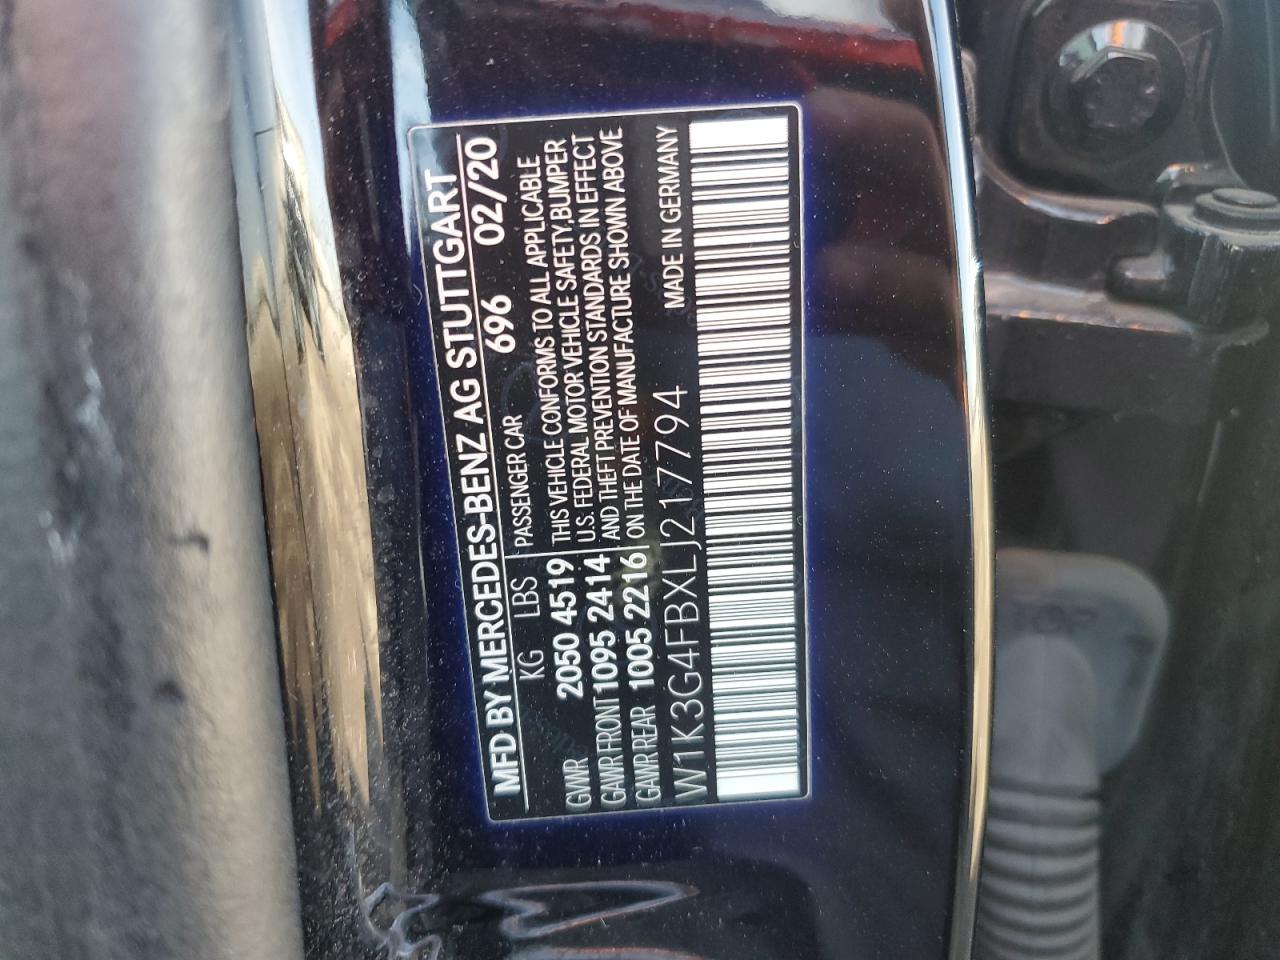 MFD BY MERCEDES-BENZ AG STUTTGART
KG LBS PASSENGER CAR 696 02/20
GVWR 2050 4519 THIS VEHICLE CONFORMS TO ALL APPLICABLE
U.S. FEDERAL MOTOR VEHICLE SAFETY,BUMPER
GAWR FRONT 1095 2414 AND THEFT PREVENTION STANDARDS IN EFFECT
GAWR REAR 1005 2216 ON THE DATE OF MANUFACTURE SHOWN ABOVE
W1K3G4FBXLJ217794 MADE IN GERMANY